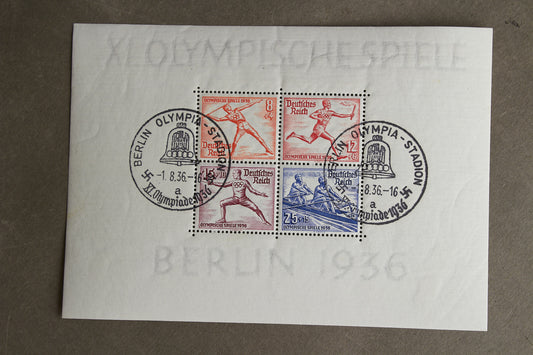 XI. OLYMPISCHE SPIELE
OLYMPISCHE SPIELE 1936
8
Deutsches
Reich
Deutsches
Reich
12
OLYMPISCHE SPIELE 1936
BERLIN OLYMPIA-STADION
-1.8.36.-16
a
XI. Olympiade 1936
BERLIN OLYMPIA-STADION
.8.36.-16
a
XI. Olympiade 1936
Deutsches
Reich
OLYMPISCHE SPIELE 1936
Deutsches
Reich
25
OLYMPISCHE SPIELE 1936
BERLIN 1936